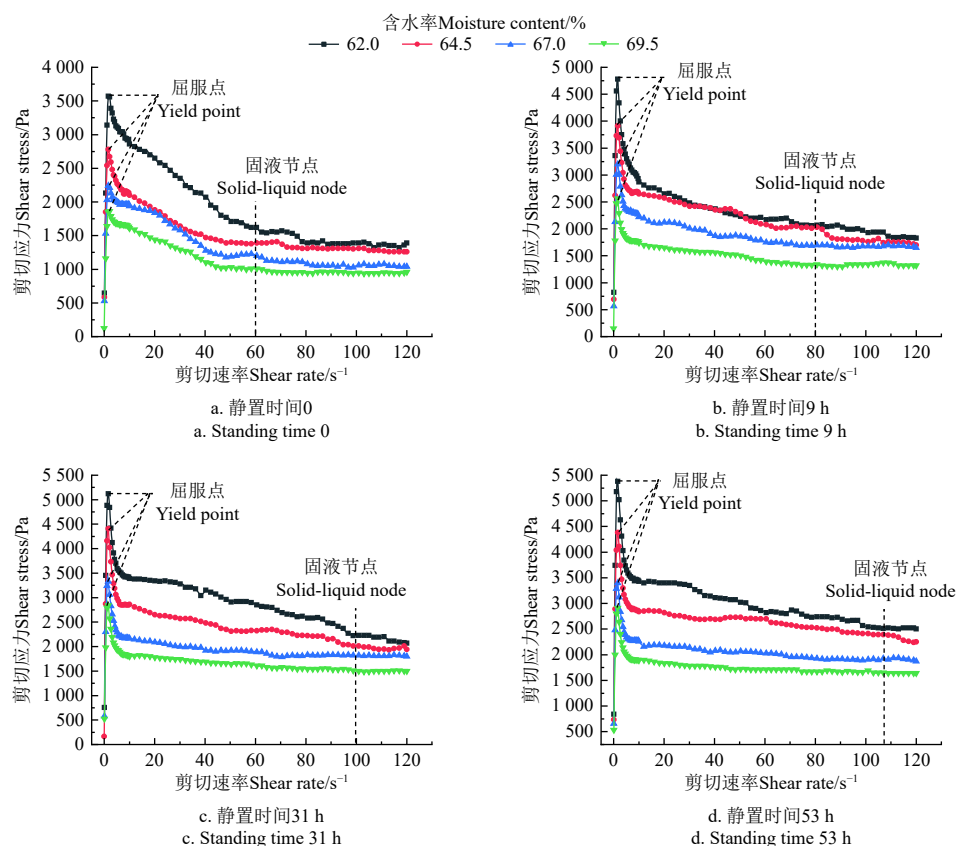 含水率Moisture content/%
62.0 64.5 67.0 69.5
4 000
3 500
3 000
2 500
2 000
1 500
1 000
500
0
剪切应力Shear stress/Pa
屈服点
Yield point
固液节点
Solid-liquid node
0 20 40 60 80 100 120
剪切速率Shear rate/s⁻¹
a. 静置时间0
a. Standing time 0
5 000
4 500
4 000
3 500
3 000
2 500
2 000
1 500
1 000
500
0
剪切应力Shear stress/Pa
屈服点
Yield point
固液节点
Solid-liquid node
0 20 40 60 80 100 120
剪切速率Shear rate/s⁻¹
b. 静置时间9 h
b. Standing time 9 h
5 500
5 000
4 500
4 000
3 500
3 000
2 500
2 000
1 500
1 000
500
0
剪切应力Shear stress/Pa
屈服点
Yield point
固液节点
Solid-liquid node
0 20 40 60 80 100 120
剪切速率Shear rate/s⁻¹
c. 静置时间31 h
c. Standing time 31 h
5 500
5 000
4 500
4 000
3 500
3 000
2 500
2 000
1 500
1 000
500
剪切应力Shear stress/Pa
屈服点
Yield point
固液节点
Solid-liquid node
0 20 40 60 80 100 120
剪切速率Shear rate/s⁻¹
d. 静置时间53 h
d. Standing time 53 h